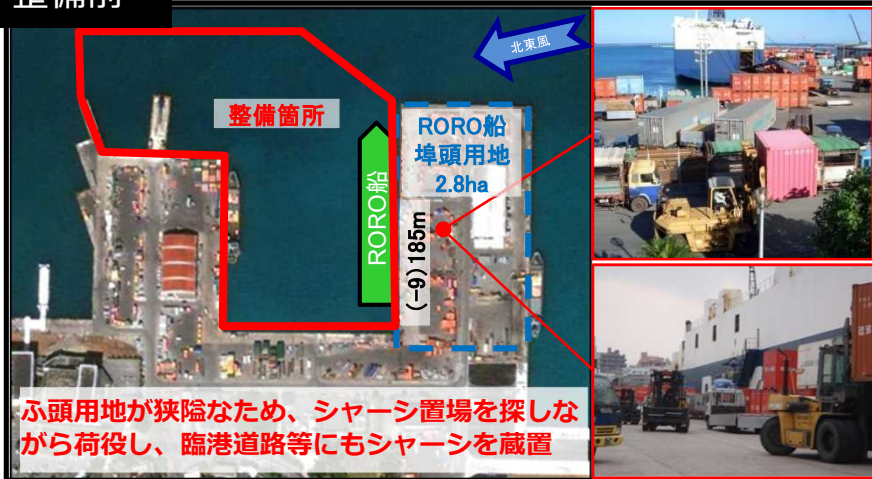 整備前
北東風
整備箇所
RORO船
埠頭用地
2.8ha
RORO船
(-9)185m
ふ頭用地が狭隘なため、シャーシ置場を探しな
がら荷役し、臨港道路等にもシャーシを蔵置